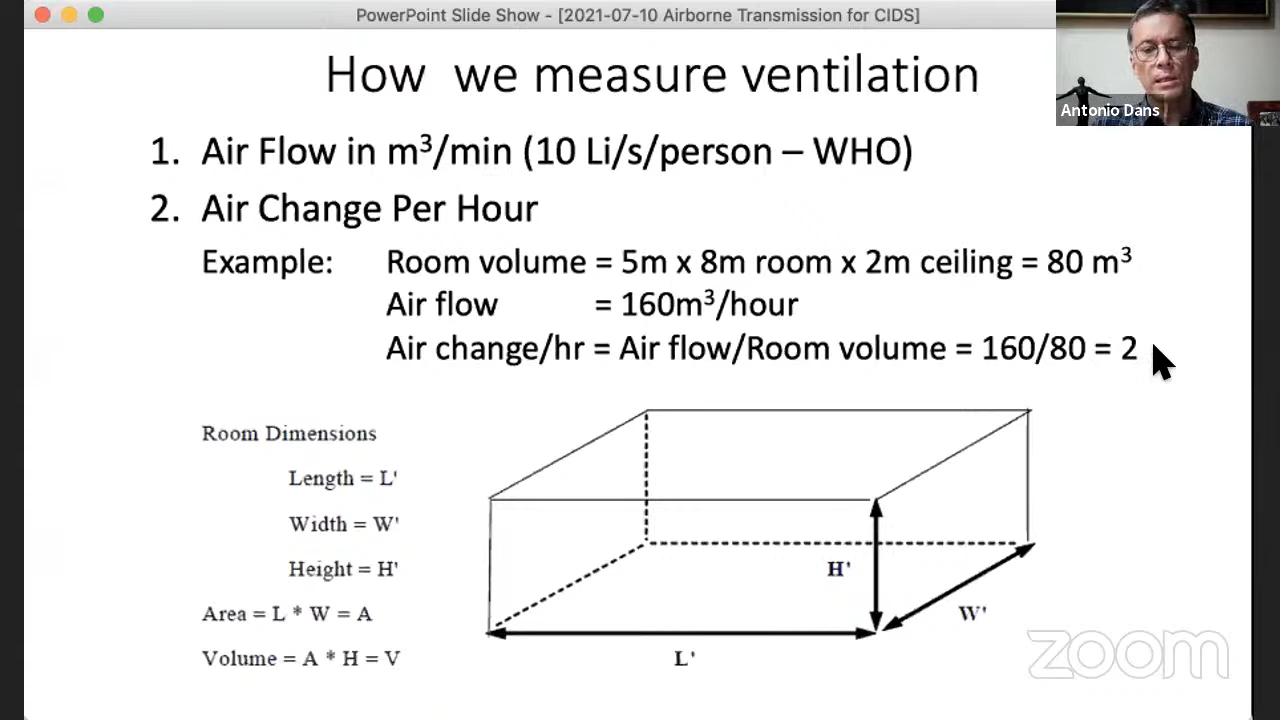 PowerPoint Slide Show - [2021-07-10 Airborne Transmission for CIDS]
Antonio Dans
How we measure ventilation
1. Air Flow in m³/min (10 Li/s/person – WHO)
2. Air Change Per Hour
Example: Room volume = 5m x 8m room x 2m ceiling = 80 m³
Air flow = 160m³/hour
Air change/hr = Air flow/Room volume = 160/80 = 2
Room Dimensions
Length = L'
Width = W'
Height = H'
Area = L * W = A
Volume = A * H = V
H'
W'
L'
zoom